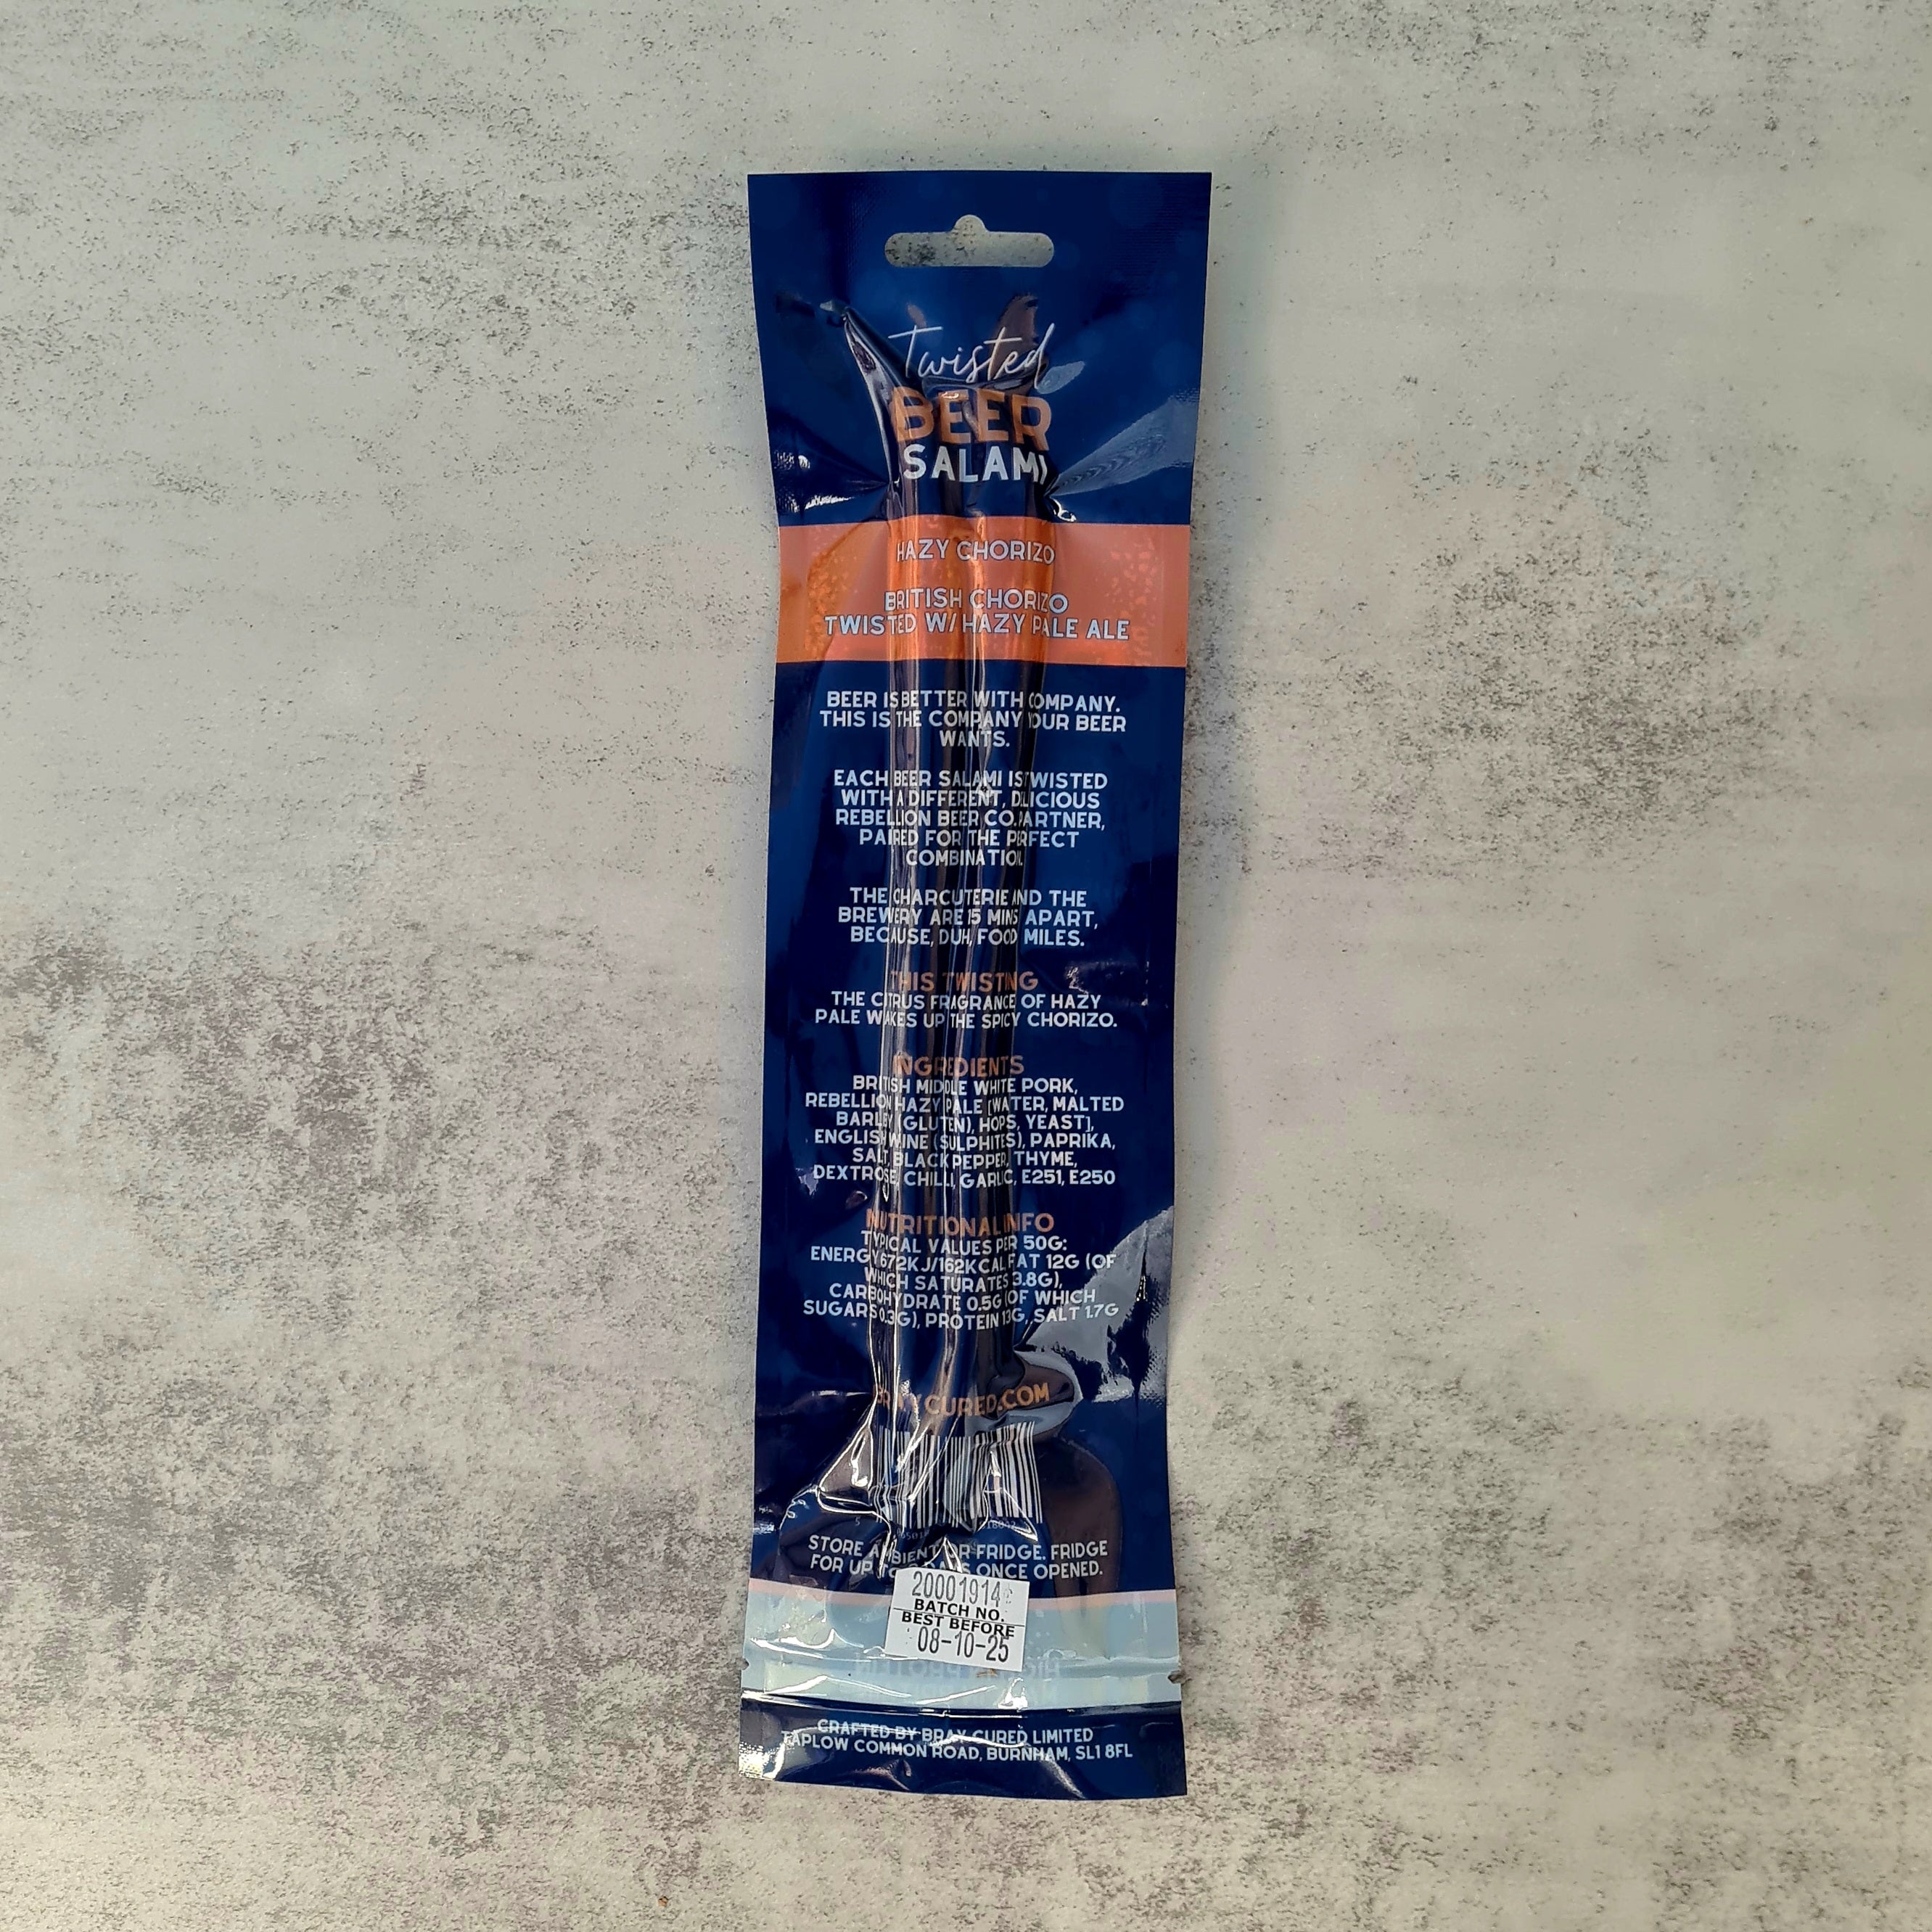 Twisted
BEER
SALAMI
HAZY CHORIZO
BRITISH CHORIZO
TWISTED W/ HAZY PALE ALE
BEER IS BETTER WITH COMPANY.
THIS IS THE COMPANY YOUR BEER
WANTS.
EACH BEER SALAMI IS TWISTED
WITH A DIFFERENT, DELICIOUS
REBELLION BEER CO. PARTNER,
PAIRED FOR THE PERFECT
COMBINATION.
THE CHARCUTERIE AND THE
BREWERY ARE 15 MINS APART,
BECAUSE, DUH, FOOD MILES.
THIS TWISTING
THE CITRUS FRAGRANCE OF HAZY
PALE WAKES UP THE SPICY CHORIZO.
INGREDIENTS
BRITISH MIDDLE WHITE PORK,
REBELLION HAZY PALE [WATER, MALTED
BARLEY (GLUTEN), HOPS, YEAST],
ENGLISH WINE (SULPHITES), PAPRIKA,
SALT, BLACK PEPPER, THYME,
DEXTROSE, CHILLI, GARLIC, E251, E250
NUTRITIONAL INFO
TYPICAL VALUES PER 50G:
ENERGY 672KJ/162KCAL FAT 12G (OF
WHICH SATURATES 3.8G),
CARBOHYDRATE 0.5G (OF WHICH
SUGARS 0.3G), PROTEIN 13G, SALT 1.7G
BRAYCURED.COM
STORE AMBIENT OR FRIDGE. FRIDGE
FOR UP TO DAYS ONCE OPENED.
20001914
BATCH NO.
BEST BEFORE
08-10-25
CRAFTED BY BRAY CURED LIMITED
TAPLOW COMMON ROAD, BURNHAM, SL1 8FL